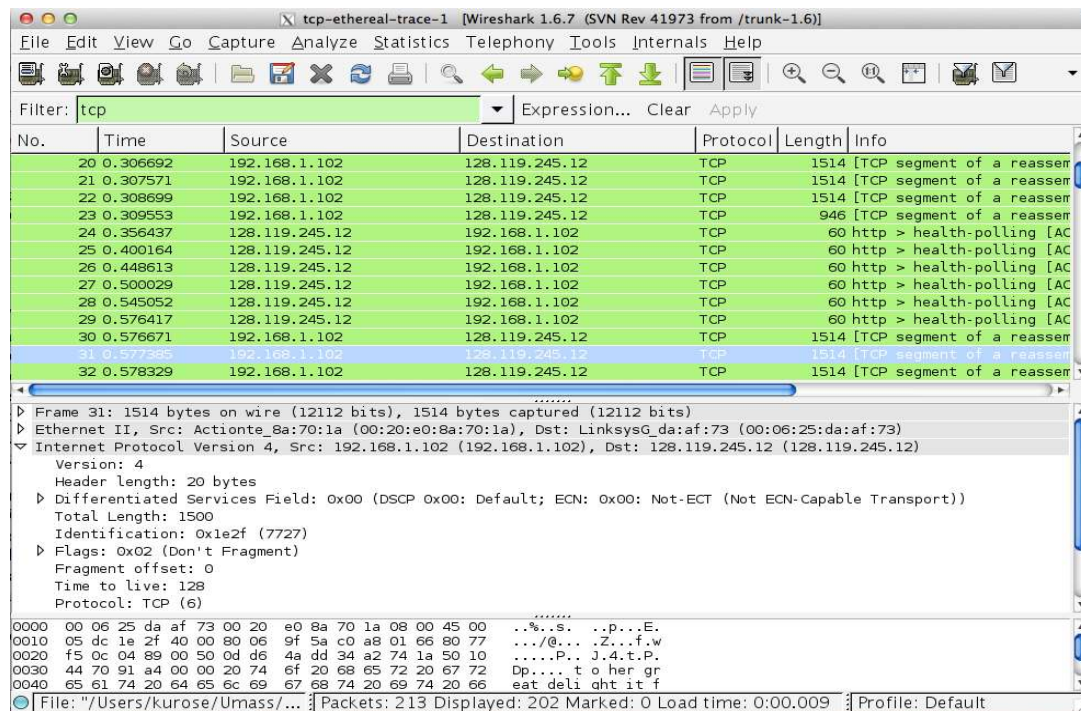 tcp-ethereal-trace-1 [Wireshark 1.6.7 (SVN Rev 41973 from /trunk-1.6)]
File Edit View Go Capture Analyze Statistics Telephony Tools Internals Help
Filter: tcp Expression... Clear Apply
No. Time Source Destination Protocol Length Info
20 0.306692 192.168.1.102 128.119.245.12 TCP 1514 [TCP segment of a reassem
21 0.307571 192.168.1.102 128.119.245.12 TCP 1514 [TCP segment of a reassem
22 0.308699 192.168.1.102 128.119.245.12 TCP 1514 [TCP segment of a reassem
23 0.309553 192.168.1.102 128.119.245.12 TCP 946 [TCP segment of a reassem
24 0.356437 128.119.245.12 192.168.1.102 TCP 60 http > health-polling [AC
25 0.400164 128.119.245.12 192.168.1.102 TCP 60 http > health-polling [AC
26 0.448613 128.119.245.12 192.168.1.102 TCP 60 http > health-polling [AC
27 0.500029 128.119.245.12 192.168.1.102 TCP 60 http > health-polling [AC
28 0.545052 128.119.245.12 192.168.1.102 TCP 60 http > health-polling [AC
29 0.576417 128.119.245.12 192.168.1.102 TCP 60 http > health-polling [AC
30 0.576671 192.168.1.102 128.119.245.12 TCP 1514 [TCP segment of a reassem
31 0.577385 192.168.1.102 128.119.245.12 TCP 1514 [TCP segment of a reassem
32 0.578329 192.168.1.102 128.119.245.12 TCP 1514 [TCP segment of a reassem
Frame 31: 1514 bytes on wire (12112 bits), 1514 bytes captured (12112 bits)
Ethernet II, Src: Actionte_8a:70:1a (00:20:e0:8a:70:1a), Dst: LinksysG_da:af:73 (00:06:25:da:af:73)
Internet Protocol Version 4, Src: 192.168.1.102 (192.168.1.102), Dst: 128.119.245.12 (128.119.245.12)
Version: 4
Header length: 20 bytes
Differentiated Services Field: 0x00 (DSCP 0x00: Default; ECN: 0x00: Not-ECT (Not ECN-Capable Transport))
Total Length: 1500
Identification: 0x1e2f (7727)
Flags: 0x02 (Don't Fragment)
Fragment offset: 0
Time to live: 128
Protocol: TCP (6)
0000 00 06 25 da af 73 00 20 e0 8a 70 1a 08 00 45 00 ..%..s. ..p...E.
0010 05 dc 1e 2f 40 00 80 06 9f 5a c0 a8 01 66 80 77 .../@... .Z...f.w
0020 f5 0c 04 89 00 50 0d d6 4a dd 34 a2 74 1a 50 10 .....P.. J.4.t.P.
0030 44 70 91 a4 00 00 20 74 6f 20 68 65 72 20 67 72 Dp.... t o her gr
0040 65 61 74 20 64 65 6c 69 67 68 74 20 69 74 20 66 eat deli ght it f
File: "/Users/kurose/Umass/... Packets: 213 Displayed: 202 Marked: 0 Load time: 0:00.009 Profile: Default